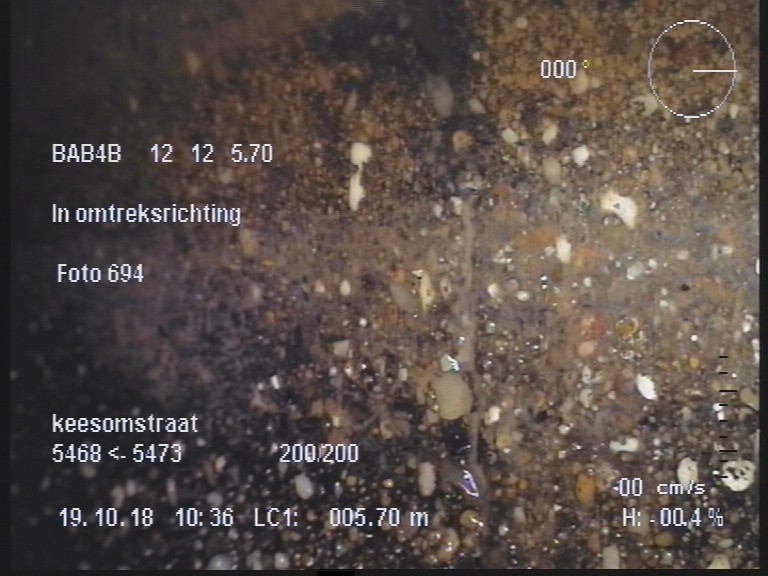 000°
BAB4B 12 12 5.70
In omtreksrichting
Foto 694
keesomstraat
5468 <- 5473 200/200
-00 cm/s
19.10.18 10:36 LC1: 005.70 m H: -00.4 %